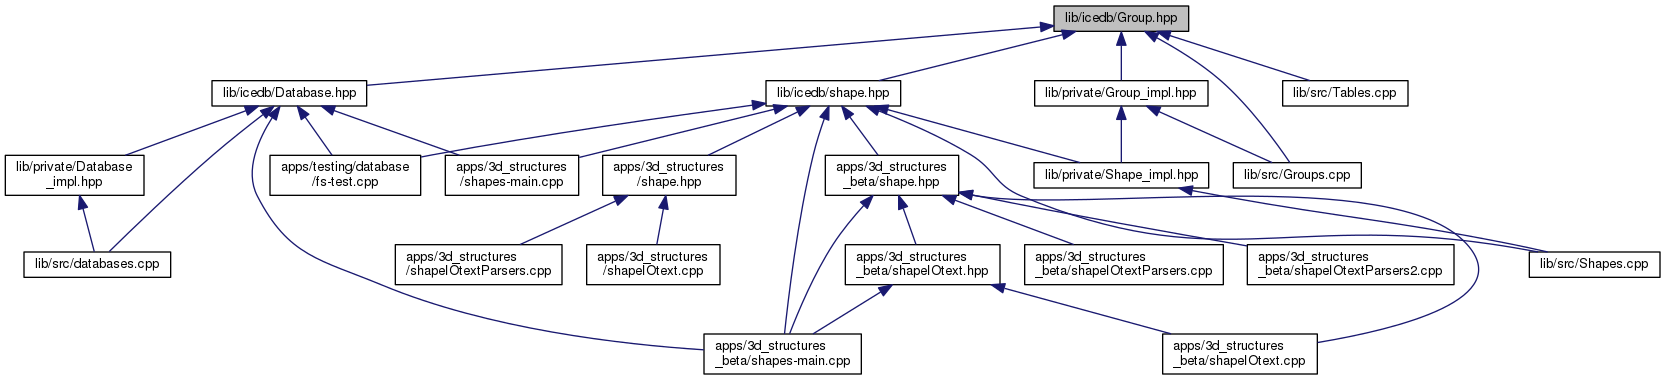 lib/icedb/Group.hpp
lib/icedb/Database.hpp
lib/icedb/shape.hpp
lib/private/Group_impl.hpp
lib/src/Tables.cpp
lib/private/Database
_impl.hpp
apps/testing/database
/fs-test.cpp
apps/3d_structures
/shapes-main.cpp
apps/3d_structures
/shape.hpp
apps/3d_structures
_beta/shape.hpp
lib/private/Shape_impl.hpp
lib/src/Groups.cpp
lib/src/databases.cpp
apps/3d_structures
/shapeIOtextParsers.cpp
apps/3d_structures
/shapeIOtext.cpp
apps/3d_structures
_beta/shapeIOtext.hpp
apps/3d_structures
_beta/shapeIOtextParsers.cpp
apps/3d_structures
_beta/shapeIOtextParsers2.cpp
lib/src/Shapes.cpp
apps/3d_structures
_beta/shapes-main.cpp
apps/3d_structures
_beta/shapeIOtext.cpp